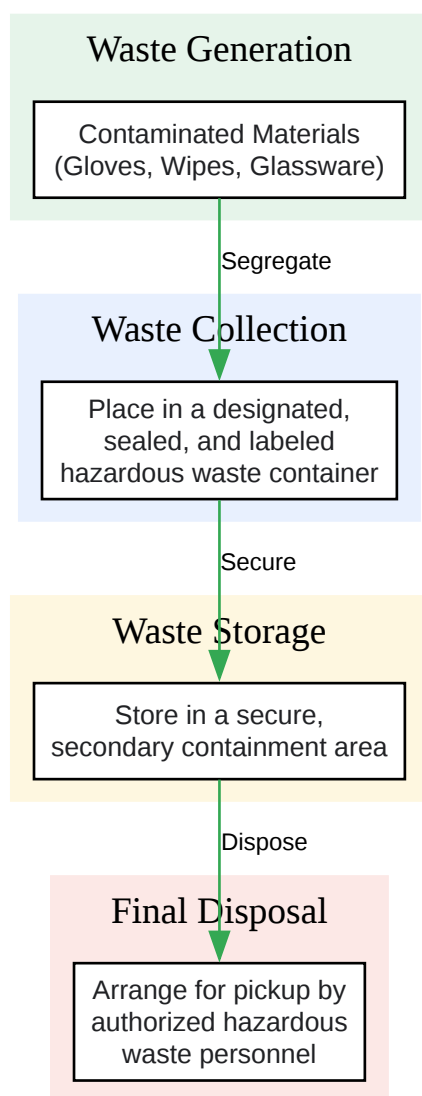 Waste Generation
Contaminated Materials
(Gloves, Wipes, Glassware)
Segregate
Waste Collection
Place in a designated,
sealed, and labeled
hazardous waste container
Secure
Waste Storage
Store in a secure,
secondary containment area
Dispose
Final Disposal
Arrange for pickup by
authorized hazardous
waste personnel